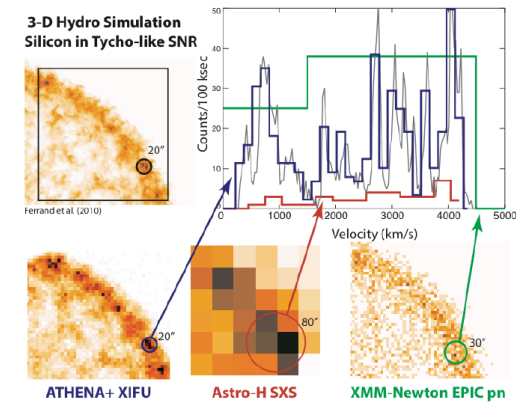 3-D Hydro Simulation
Silicon in Tycho-like SNR
20"
Ferrand et al. (2010)
Counts/100 ksec
50
40
30
20
10
0
1000
2000
3000
4000
5000
Velocity (km/s)
20"
80"
30"
ATHENA+ XIFU
Astro-H SXS
XMM-Newton EPIC pn